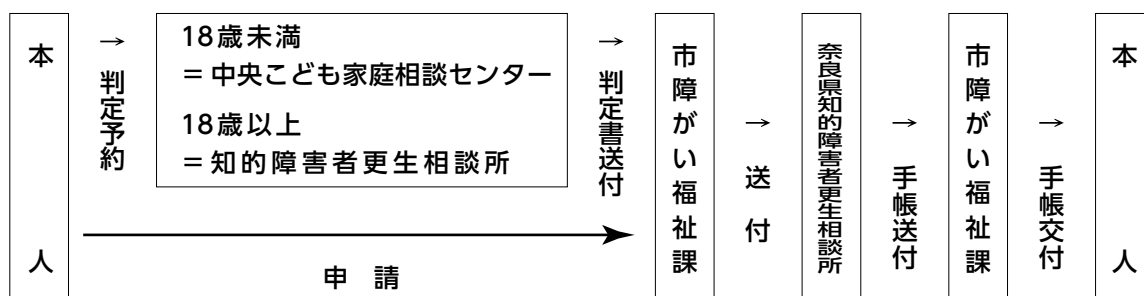 本人
→判定予約
18歳未満
＝中央こども家庭相談センター
18歳以上
＝知的障害者更生相談所
→判定書送付
申請
市障がい福祉課
→送付
奈良県知的障害者更生相談所
→手帳送付
市障がい福祉課
→手帳交付
本人